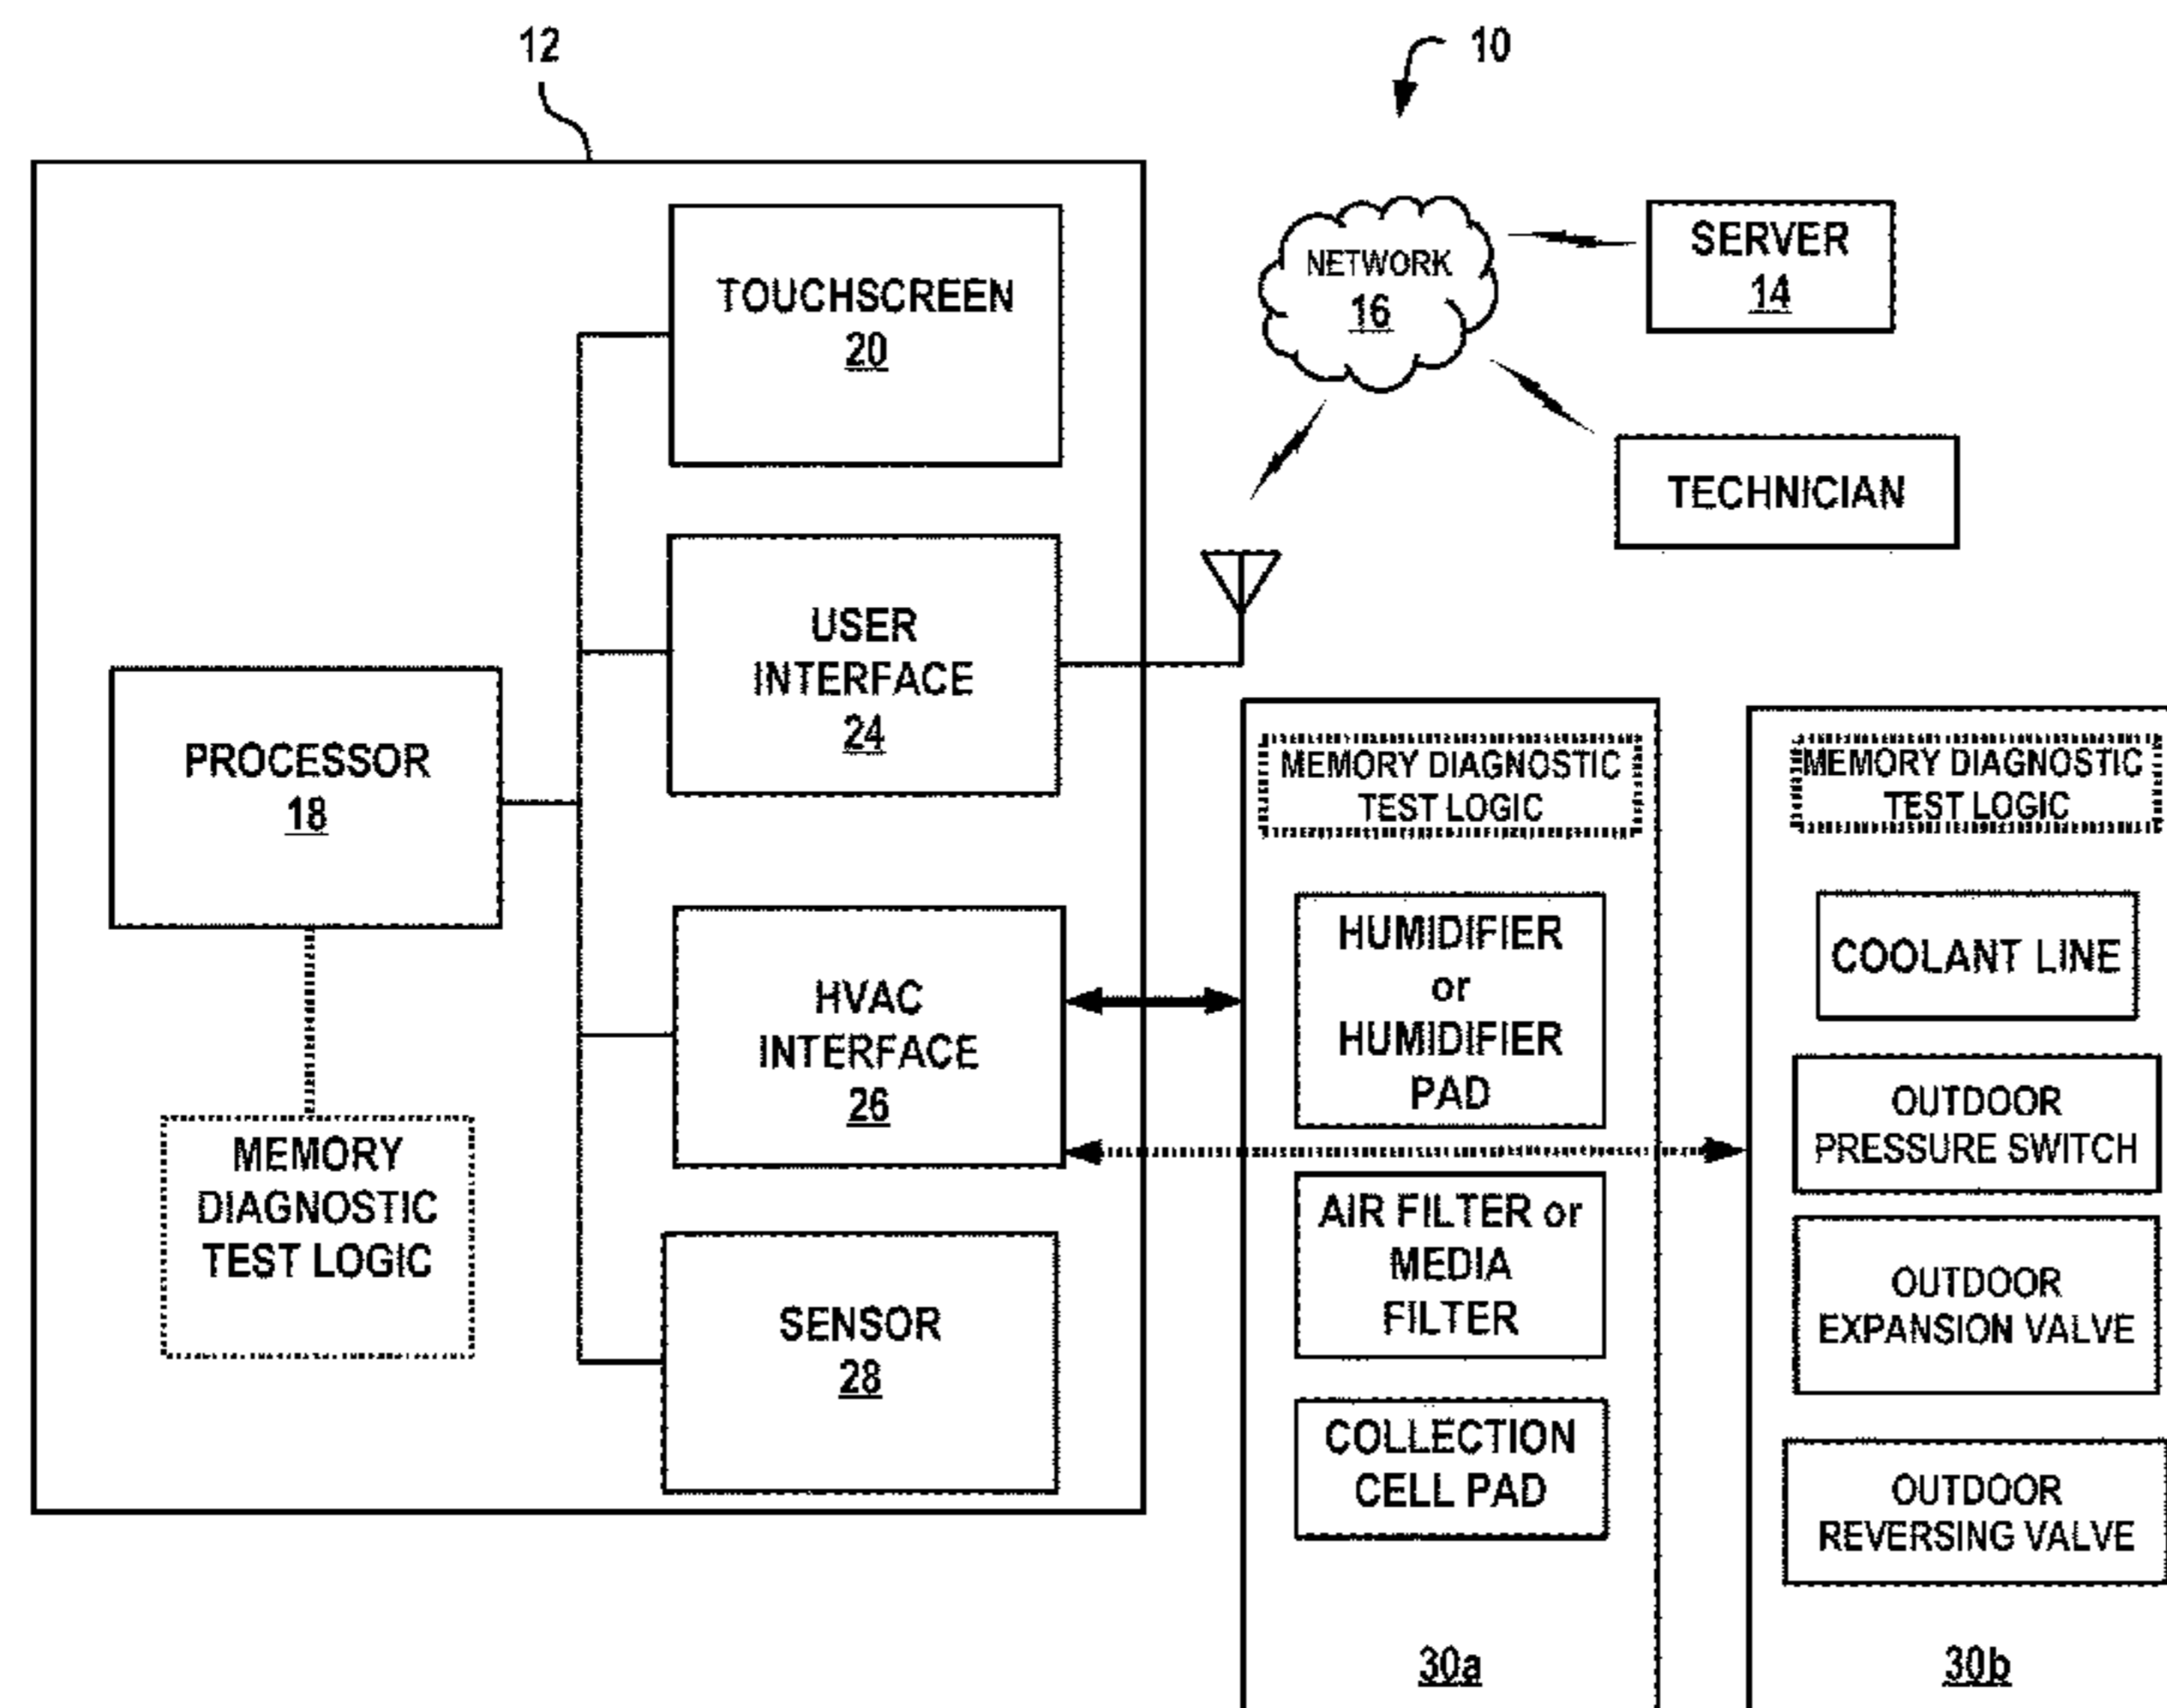 12
10
TOUCHSCREEN
20
NETWORK
16
SERVER
14
TECHNICIAN
USER
INTERFACE
24
PROCESSOR
18
MEMORY
DIAGNOSTIC
TEST LOGIC
HVAC
INTERFACE
26
SENSOR
28
MEMORY DIAGNOSTIC
TEST LOGIC
HUMIDIFIER
or
HUMIDIFIER
PAD
AIR FILTER or
MEDIA
FILTER
COLLECTION
CELL PAD
30a
MEMORY DIAGNOSTIC
TEST LOGIC
COOLANT LINE
OUTDOOR
PRESSURE SWITCH
OUTDOOR
EXPANSION VALVE
OUTDOOR
REVERSING VALVE
30b